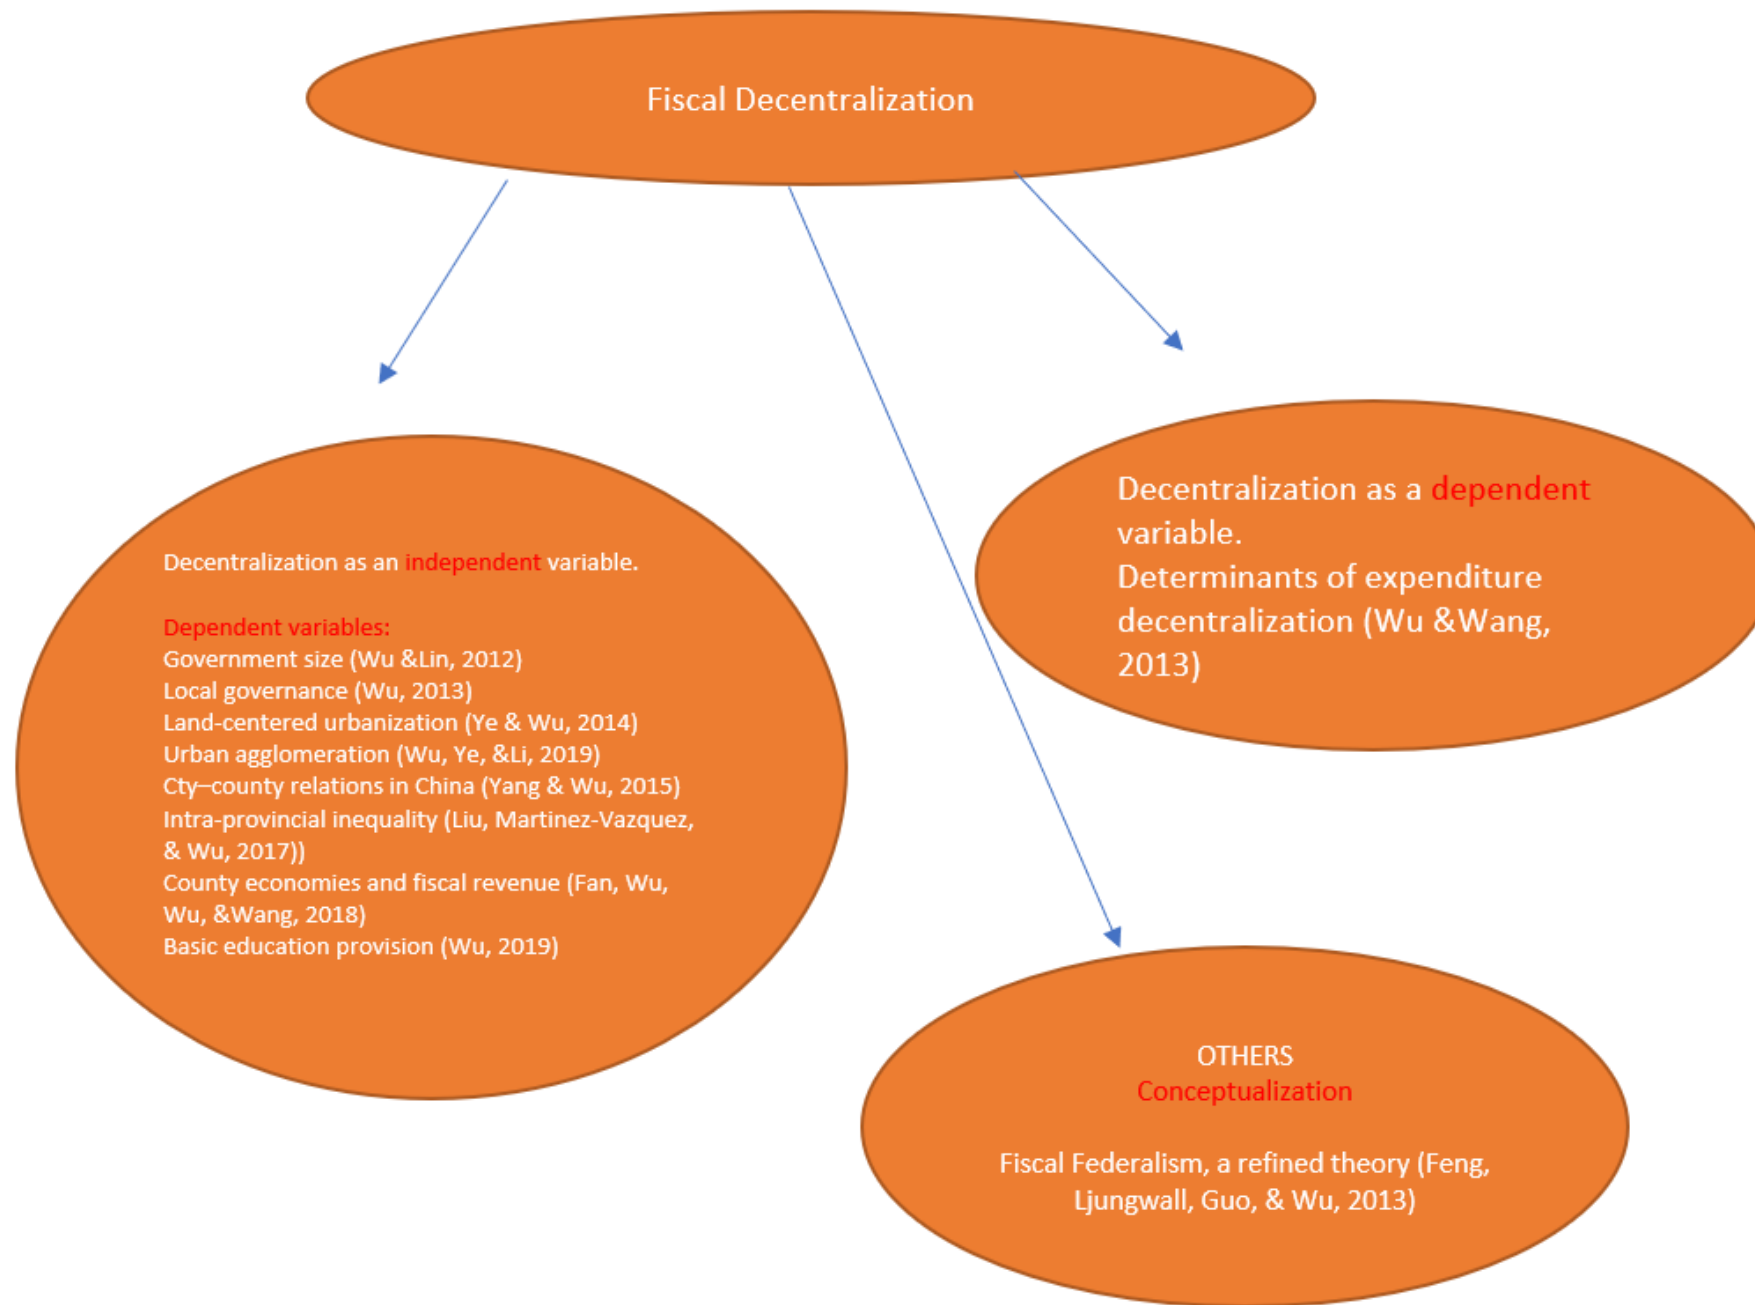 Fiscal Decentralization
Decentralization as an independent variable.
Dependent variables:
Government size (Wu &Lin, 2012)
Local governance (Wu, 2013)
Land-centered urbanization (Ye & Wu, 2014)
Urban agglomeration (Wu, Ye, &Li, 2019)
Cty–county relations in China (Yang & Wu, 2015)
Intra-provincial inequality (Liu, Martinez-Vazquez,
& Wu, 2017))
County economies and fiscal revenue (Fan, Wu,
Wu, &Wang, 2018)
Basic education provision (Wu, 2019)
Decentralization as a dependent
variable.
Determinants of expenditure
decentralization (Wu &Wang,
2013)
OTHERS
Conceptualization
Fiscal Federalism, a refined theory (Feng,
Ljungwall, Guo, & Wu, 2013)